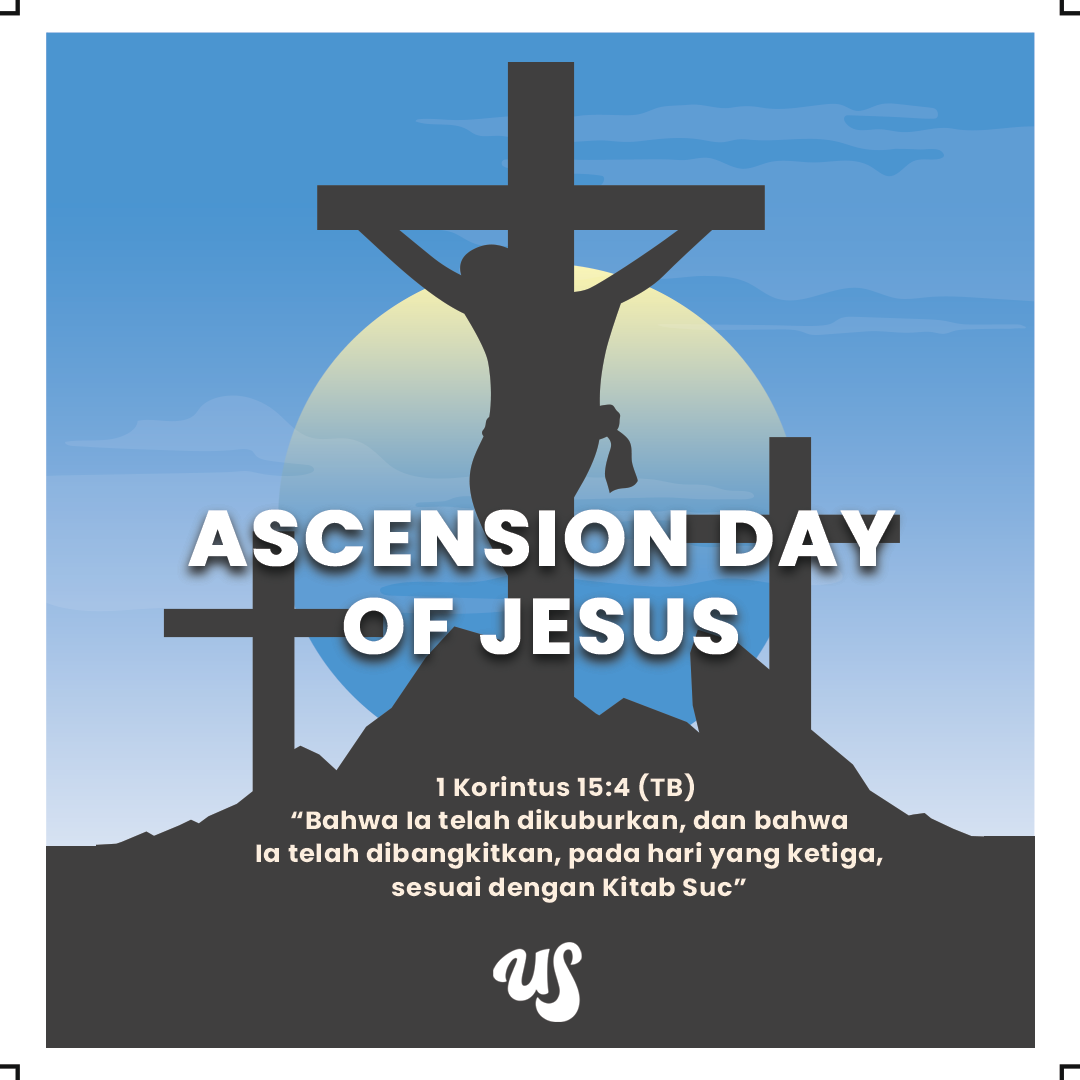 ASCENSION DAY
OF JESUS
1 Korintus 15:4 (TB)
“Bahwa Ia telah dikuburkan, dan bahwa
Ia telah dibangkitkan, pada hari yang ketiga,
sesuai dengan Kitab Suc”
us